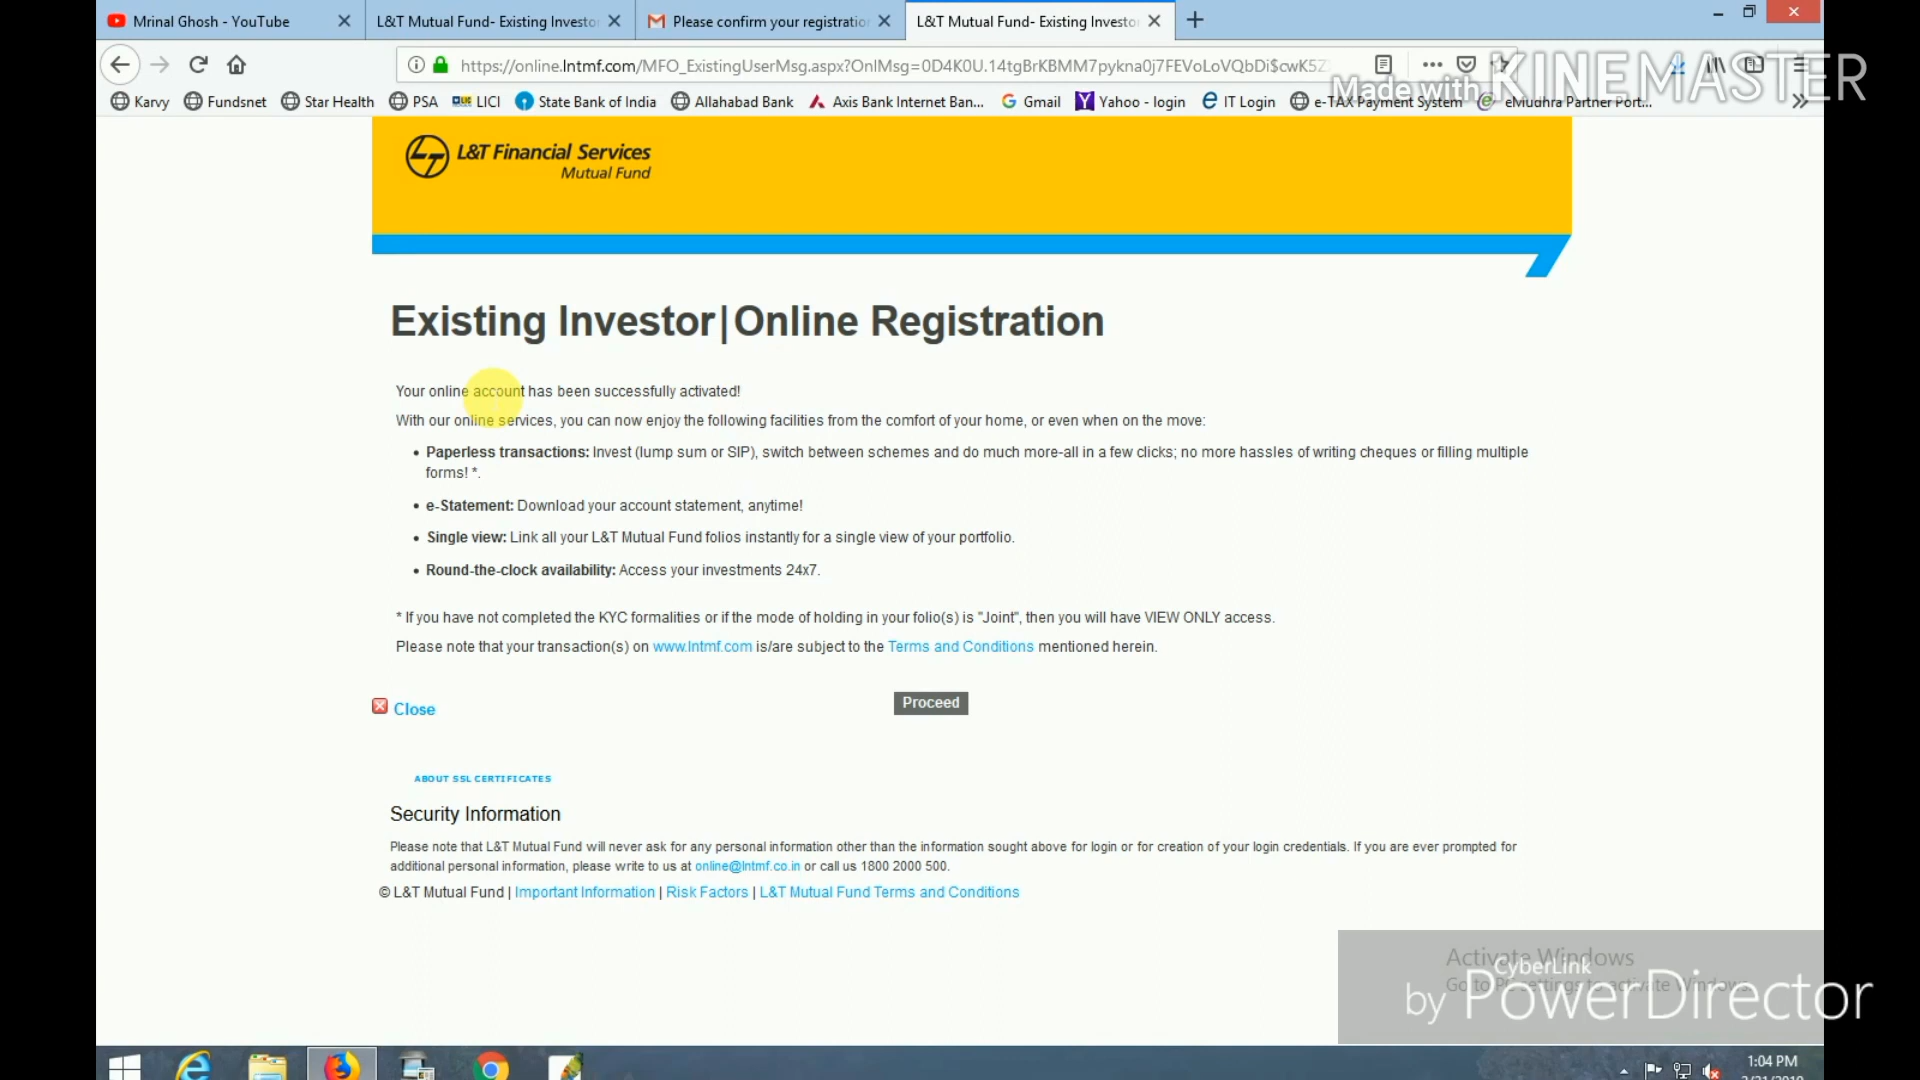 Mrinal Ghosh - YouTube
L&T Mutual Fund- Existing Investo
Please confirm your registratio
L&T Mutual Fund- Existing Investo
https://online.lntmf.com/MFO_ExistingUserMsg.aspx?OnlMsg=0D4K0U.14tgBrKBMM7pykna0j7FEVoLoVQbDi$cwK5Z
Made with KINEMASTER
Karvy
Fundsnet
Star Health
PSA
LICI
State Bank of India
Allahabad Bank
Axis Bank Internet Ban...
Gmail
Yahoo - login
IT Login
e-TAX Payment System
eMudhra Partner Port...
L&T Financial Services
Mutual Fund
Existing Investor|Online Registration
Your online account has been successfully activated!
With our online services, you can now enjoy the following facilities from the comfort of your home, or even when on the move:
• Paperless transactions: Invest (lump sum or SIP), switch between schemes and do much more-all in a few clicks; no more hassles of writing cheques or filling multiple
forms! *.
• e-Statement: Download your account statement, anytime!
• Single view: Link all your L&T Mutual Fund folios instantly for a single view of your portfolio.
• Round-the-clock availability: Access your investments 24x7.
* If you have not completed the KYC formalities or if the mode of holding in your folio(s) is "Joint", then you will have VIEW ONLY access.
Please note that your transaction(s) on www.lntmf.com is/are subject to the Terms and Conditions mentioned herein.
Close
Proceed
ABOUT SSL CERTIFICATES
Security Information
Please note that L&T Mutual Fund will never ask for any personal information other than the information sought above for login or for creation of your login credentials. If you are ever prompted for
additional personal information, please write to us at online@lntmf.co.in or call us 1800 2000 500.
© L&T Mutual Fund | Important Information | Risk Factors | L&T Mutual Fund Terms and Conditions
Activate Windows
Go to PC settings to activate Windows.
CyberLink
by PowerDirector
1:04 PM